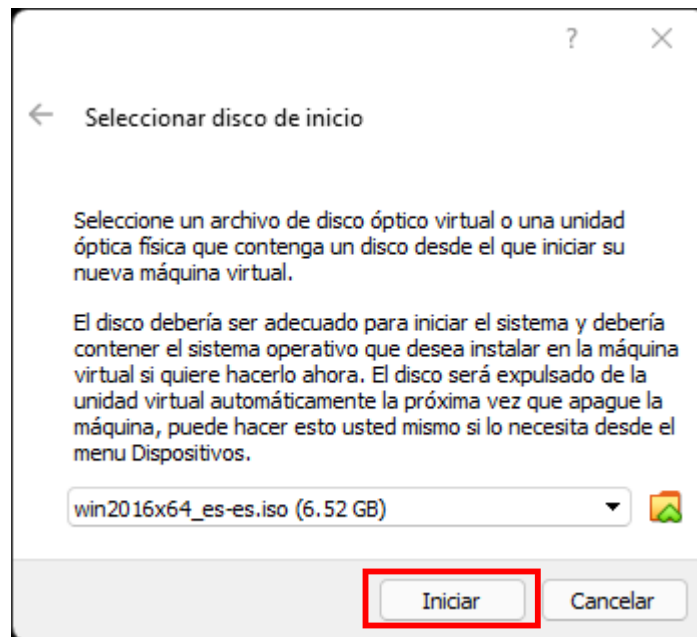 ?
Seleccionar disco de inicio
Seleccione un archivo de disco óptico virtual o una unidad
óptica física que contenga un disco desde el que iniciar su
nueva máquina virtual.
El disco debería ser adecuado para iniciar el sistema y debería
contener el sistema operativo que desea instalar en la máquina
virtual si quiere hacerlo ahora. El disco será expulsado de la
unidad virtual automáticamente la próxima vez que apague la
máquina, puede hacer esto usted mismo si lo necesita desde el
menu Dispositivos.
win2016x64_es-es.iso (6.52 GB)
Iniciar Cancelar